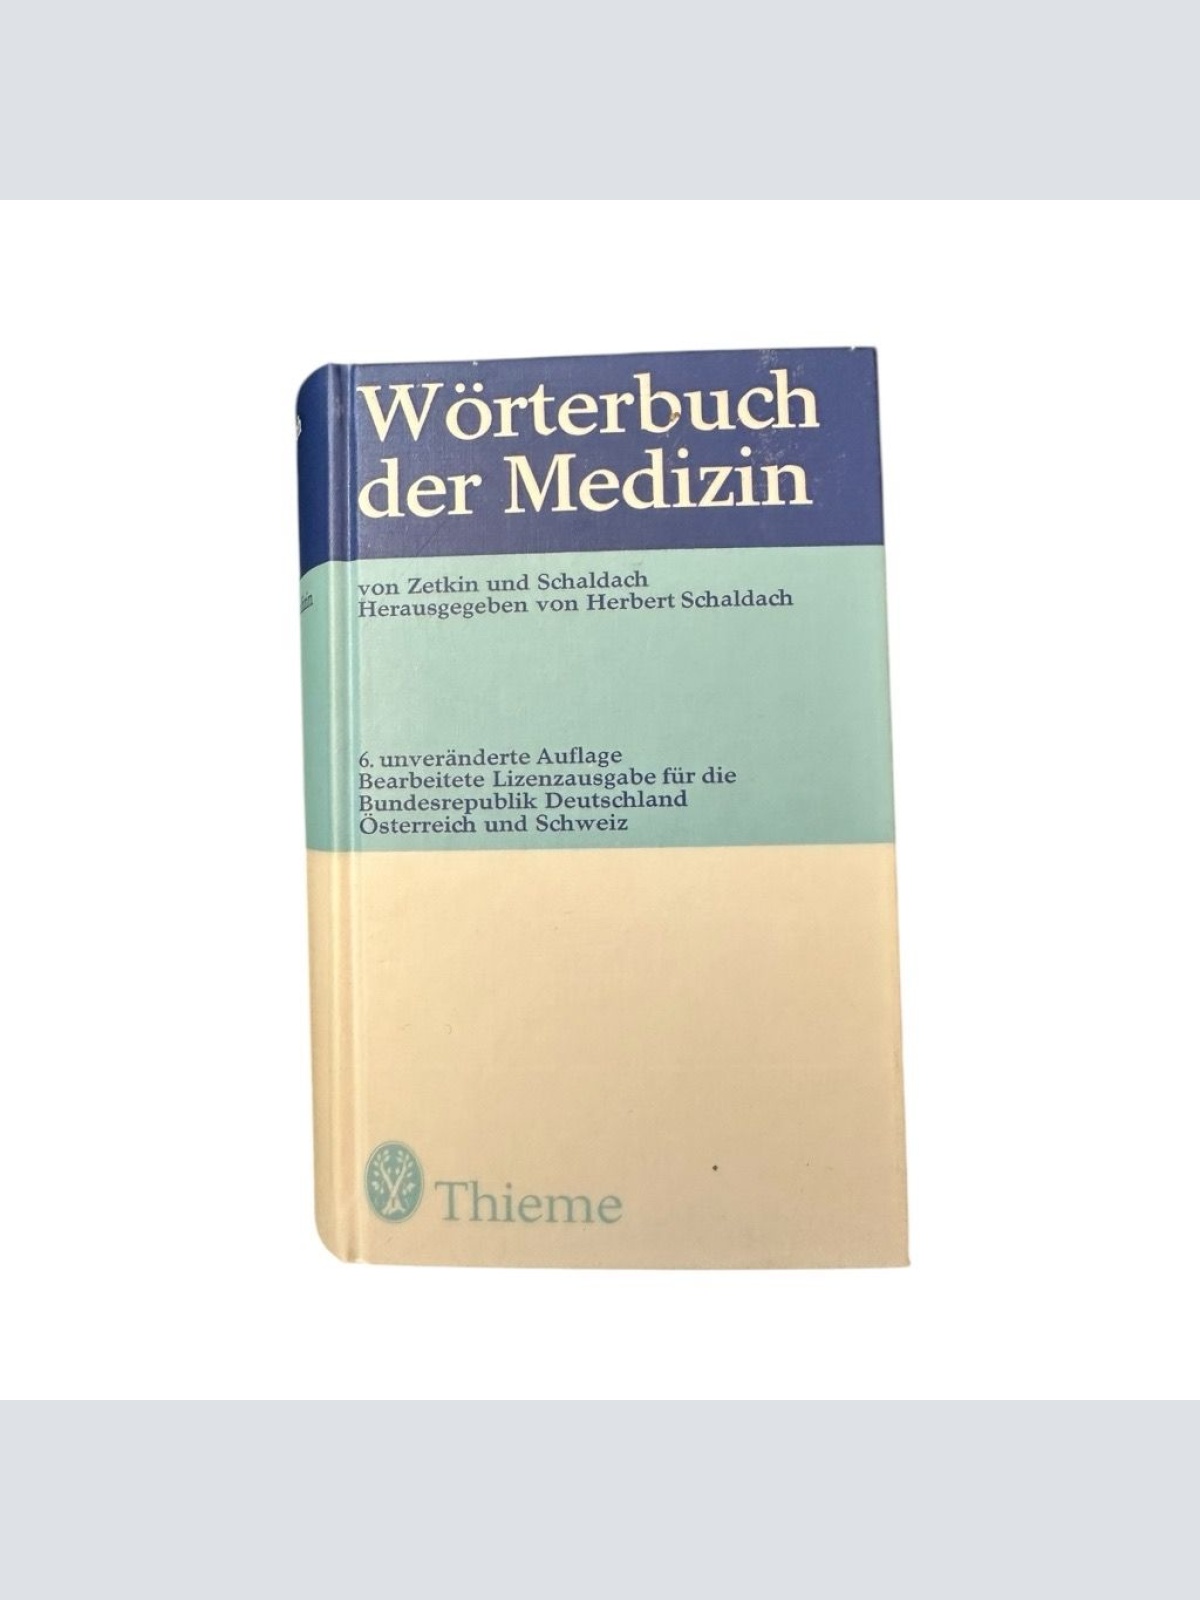 Wörterbuch
der Medizin
von Zetkin und Schaldach
Herausgegeben von Herbert Schaldach
6. unveränderte Auflage
Bearbeitete Lizenzausgabe für die
Bundesrepublik Deutschland
Österreich und Schweiz
Thieme